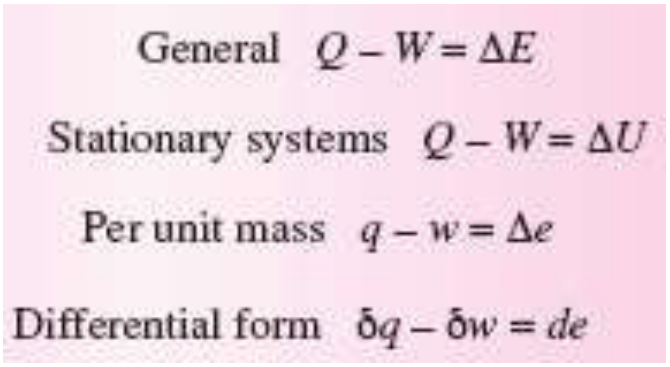 General Q – W = ΔE
Stationary systems Q – W = ΔU
Per unit mass q – w = Δe
Differential form δq – δw = de